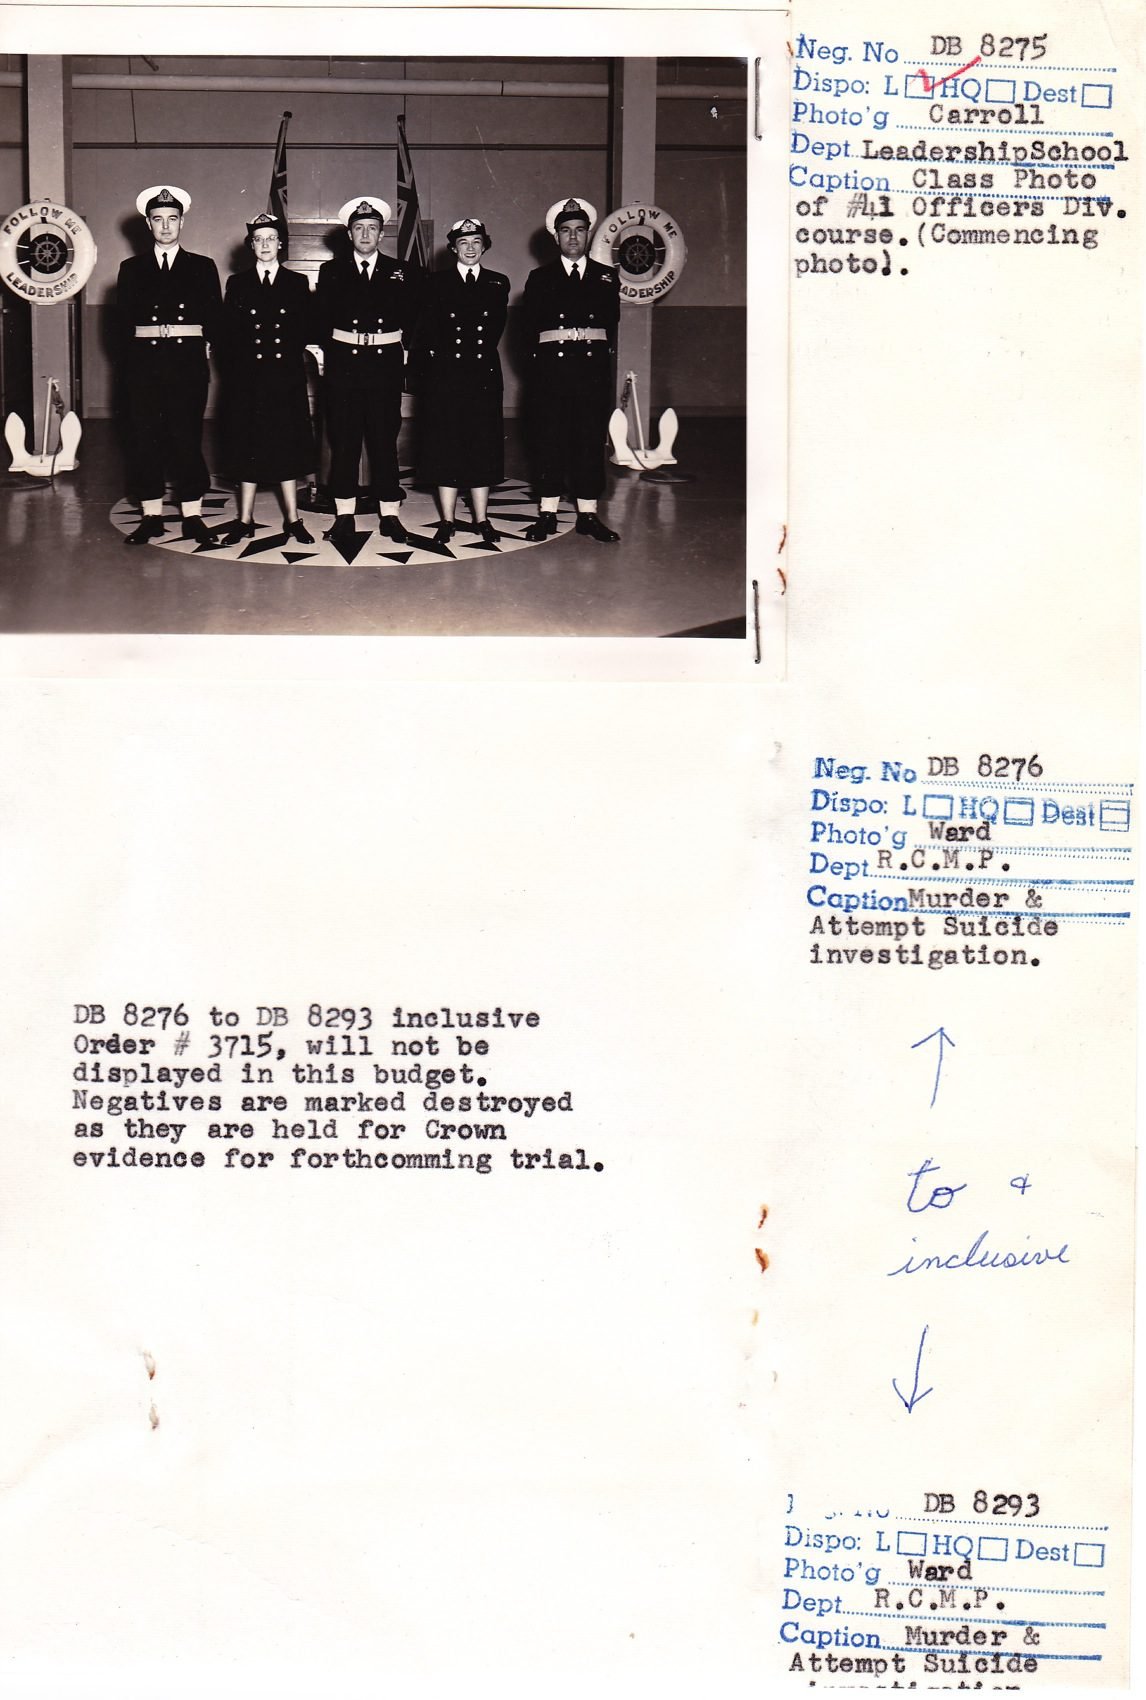 FOLLOW ME
LEADERSHIP
FOLLOW ME
LEADERSHIP
Neg. No DB 8275
Dispo: L HQ Dest
Photo'g Carroll
Dept LeadershipSchool
Caption Class Photo
of #41 Officers Div.
course.(Commencing
photo).
Neg. No DB 8276
Dispo: L HQ Dest
Photo'g Ward
Dept R.C.M.P.
Caption Murder &
Attempt Suicide
investigation.
DB 8276 to DB 8293 inclusive
Order # 3715, will not be
displayed in this budget.
Negatives are marked destroyed
as they are held for Crown
evidence for forthcomming trial.
to &
inclusive
DB 8293
Dispo: L HQ Dest
Photo'g Ward
Dept R.C.M.P.
Caption Murder &
Attempt Suicide